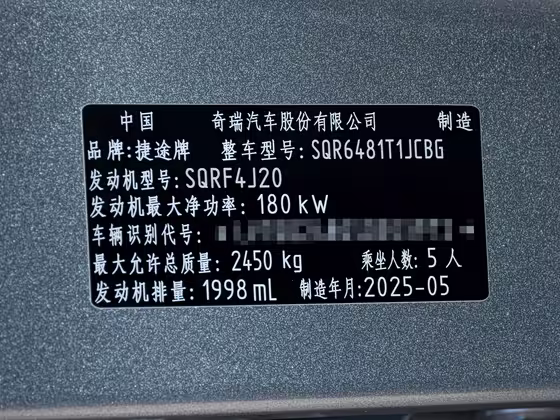 中国 奇瑞汽车股份有限公司 制造
品牌:捷途牌 整车型号:SQR6481T1JCBG
发动机型号:SQRF4J20
发动机最大净功率:180 kW
车辆识别代号:
最大允许总质量:2450 kg 乘坐人数:5 人
发动机排量:1998 mL 制造年月:2025-05